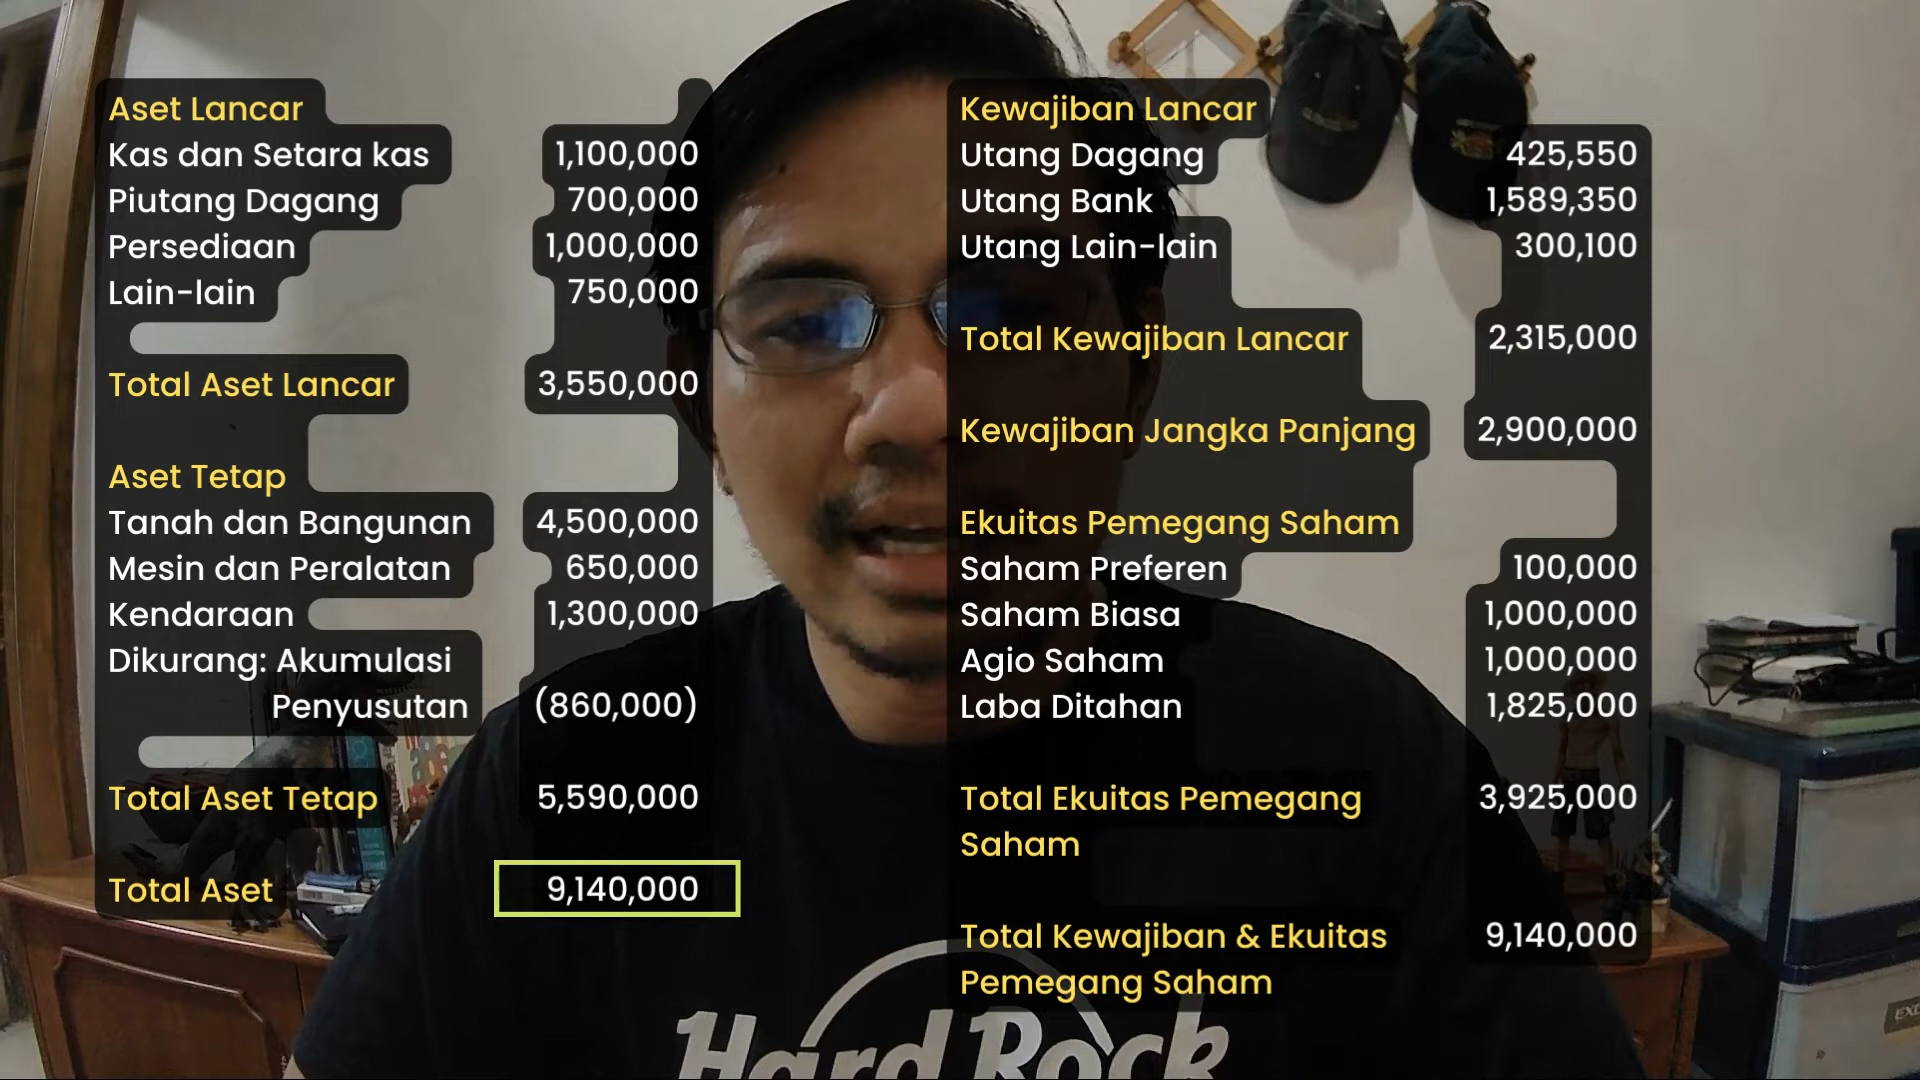 Aset Lancar
Kas dan Setara kas 1,100,000
Piutang Dagang 700,000
Persediaan 1,000,000
Lain-lain 750,000
Total Aset Lancar 3,550,000
Aset Tetap
Tanah dan Bangunan 4,500,000
Mesin dan Peralatan 650,000
Kendaraan 1,300,000
Dikurang: Akumulasi
Penyusutan (860,000)
Total Aset Tetap 5,590,000
Total Aset 9,140,000
Kewajiban Lancar
Utang Dagang 425,550
Utang Bank 1,589,350
Utang Lain-lain 300,100
Total Kewajiban Lancar 2,315,000
Kewajiban Jangka Panjang 2,900,000
Ekuitas Pemegang Saham
Saham Preferen 100,000
Saham Biasa 1,000,000
Agio Saham 1,000,000
Laba Ditahan 1,825,000
Total Ekuitas Pemegang 3,925,000
Saham
Total Kewajiban & Ekuitas 9,140,000
Pemegang Saham
Hard Rock